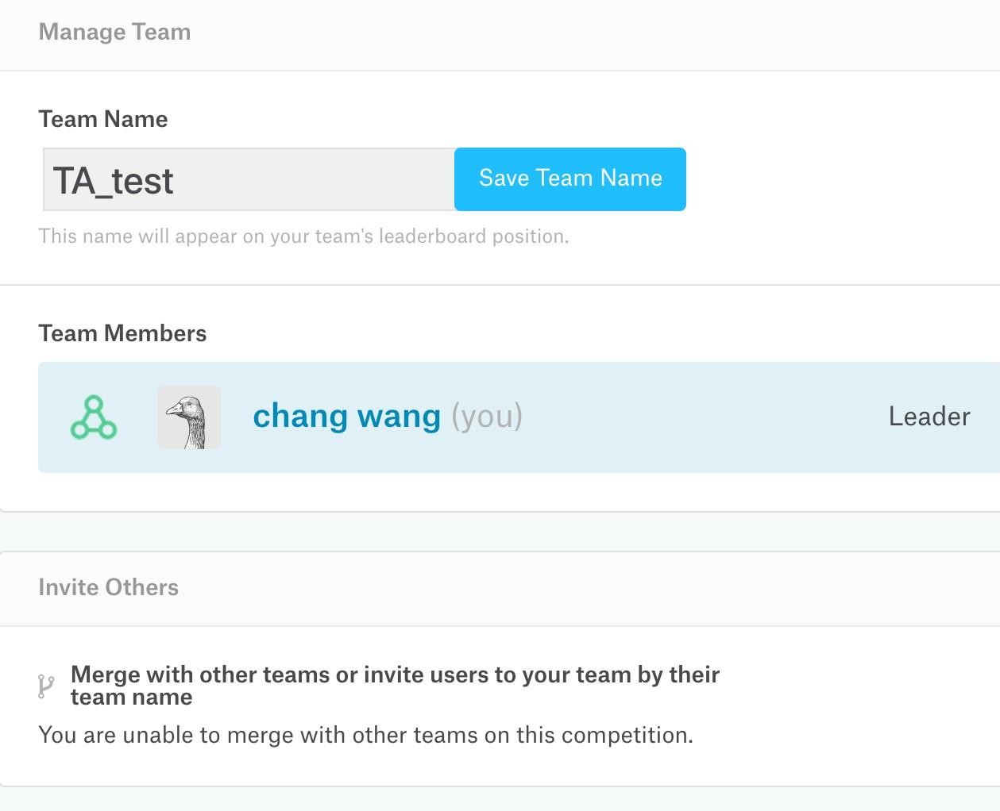 Manage Team
Team Name
TA_test
Save Team Name
This name will appear on your team's leaderboard position.
Team Members
chang wang (you)
Leader
Invite Others
Merge with other teams or invite users to your team by their
team name
You are unable to merge with other teams on this competition.